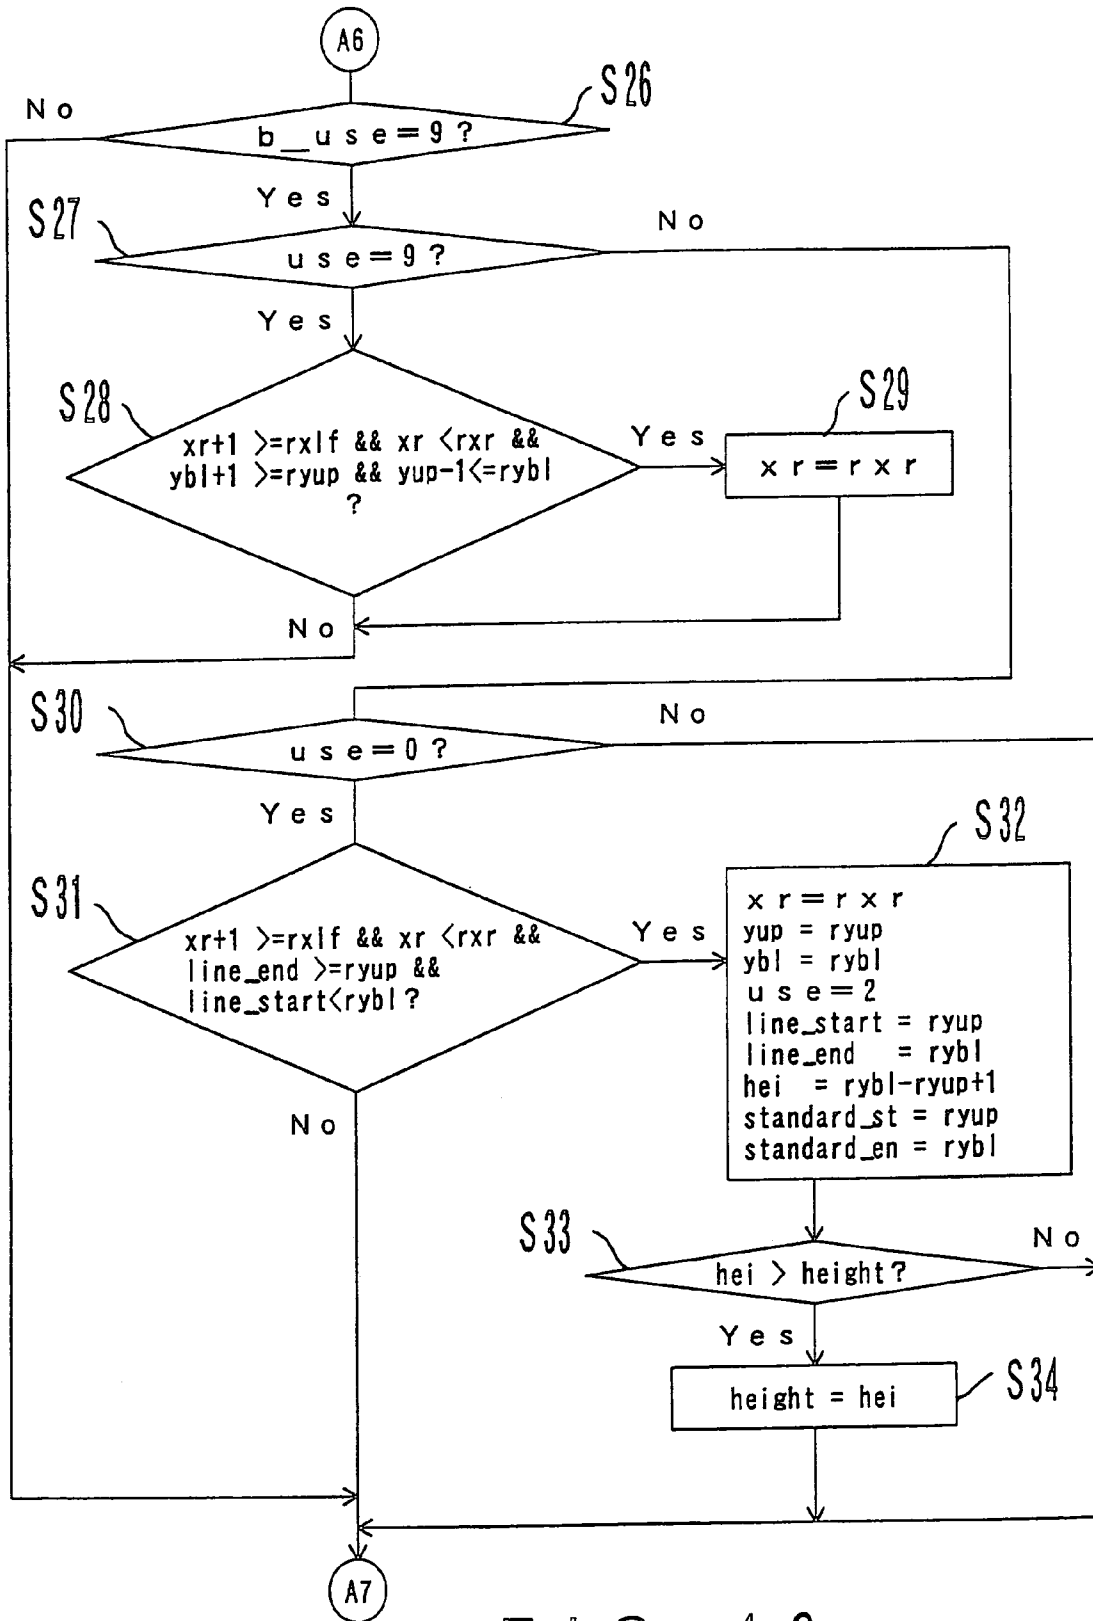 A6
S26
No
b__use=9?
Yes
S27
No
use=9?
Yes
S28
xr+1 >=rxlf && xr <rxr &&
ybl+1 >=ryup && yup-1<=rybl
?
Yes
S29
xr=rxr
No
S30
No
use=0?
Yes
S31
xr+1 >=rxlf && xr <rxr &&
line_end >=ryup &&
line_start<rybl?
Yes
S32
xr=rxr
yup = ryup
ybl = rybl
use=2
line_start = ryup
line_end = rybl
hei = rybl-ryup+1
standard_st = ryup
standard_en = rybl
No
S33
hei > height?
No
Yes
height = hei
S34
A7